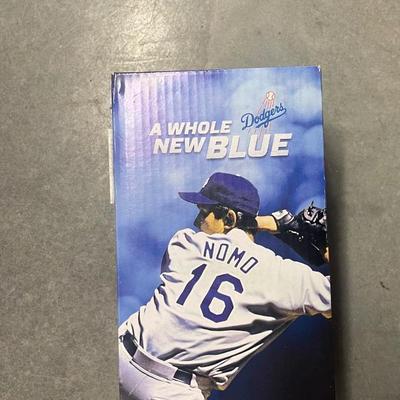 Dodgers
A WHOLE
NEW BLUE
NOMO
16